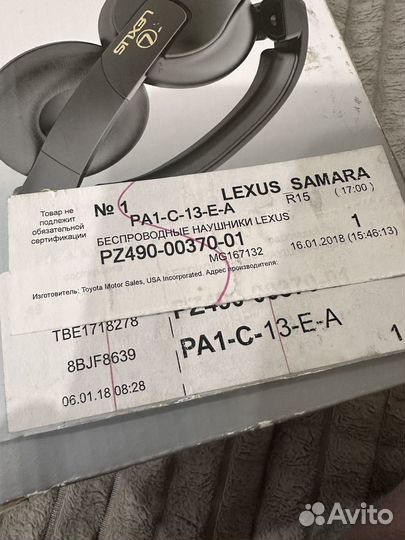 LEXUS
Товар не подлежит обязательной сертификации
№ 1
LEXUS SAMARA
PA1-C-13-E-A
R15
(17:00)
БЕСПРОВОДНЫЕ НАУШНИКИ LEXUS
1
PZ490-00370-01
MG167132
16.01.2018 (15:46:13)
Изготовитель: Toyota Motor Sales, USA Incorporated. Адрес производителя:
TBE1718278
8BJF8639
PA1-C-13-E-A
06.01.18 08:28
1
Avito